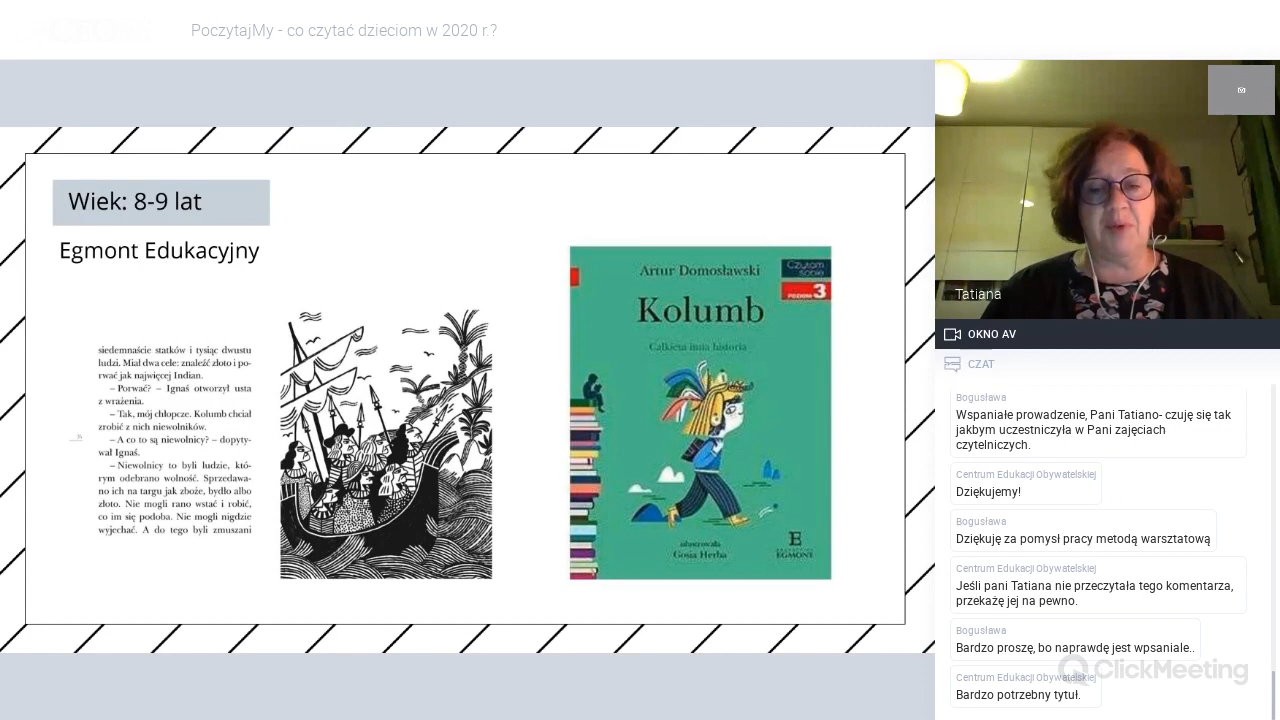 PoczytajMy - co czytać dzieciom w 2020 r.?
Wiek: 8-9 lat
Egmont Edukacyjny
siedemnaście statków i tysiąc dwustu
ludzi. Miał dwa cele: znaleźć złoto i po-
rwać jak najwięcej Indian.
– Porwać? – Ignaś otworzył usta
z wrażenia.
– Tak, mój chłopcze. Kolumb chciał
zrobić z nich niewolników.
– A co to są niewolnicy? – dopyty-
wał Ignaś.
– Niewolnicy to byli ludzie, któ-
rym odebrano wolność. Sprzedawa-
no ich na targu jak zboże, bydło albo
złoto. Nie mogli rano wstać i robić,
co im się podoba. Nie mogli nigdzie
wyjechać. A do tego byli zmuszani
Artur Domosławski
Czytam
sobie
POZIOM 3
Kolumb
Całkiem inna historia
ilustrowała
Gosia Herba
EGMONT
Tatiana
OKNO AV
CZAT
Bogusława
Wspaniałe prowadzenie, Pani Tatiano- czuję się tak
jakbym uczestniczyła w Pani zajęciach
czytelniczych.
Centrum Edukacji Obywatelskiej
Dziękujemy!
Bogusława
Dziękuję za pomysł pracy metodą warsztatową
Centrum Edukacji Obywatelskiej
Jeśli pani Tatiana nie przeczytała tego komentarza,
przekażę jej na pewno.
Bogusława
Bardzo proszę, bo naprawdę jest wpsaniale..
Centrum Edukacji Obywatelskiej
Bardzo potrzebny tytuł.
ClickMeeting